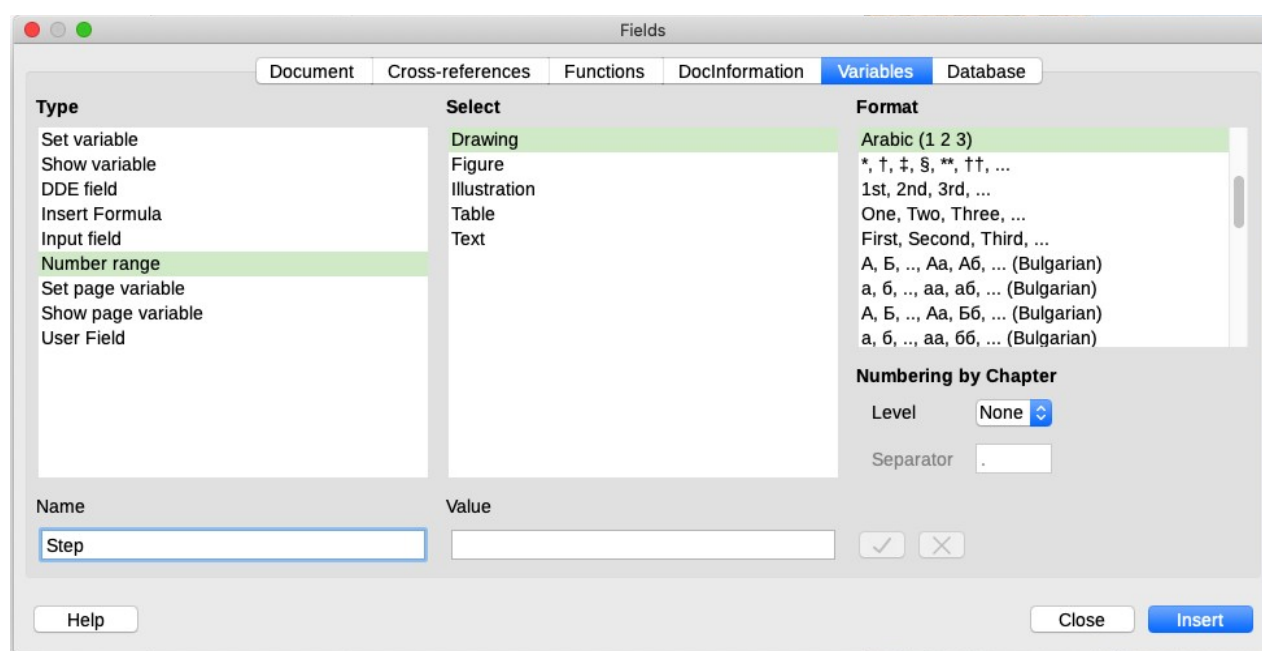 Fields
Document Cross-references Functions DocInformation Variables Database
Type
Set variable
Show variable
DDE field
Insert Formula
Input field
Number range
Set page variable
Show page variable
User Field
Select
Drawing
Figure
Illustration
Table
Text
Format
Arabic (1 2 3)
*, †, ‡, §, **, ††, ...
1st, 2nd, 3rd, ...
One, Two, Three, ...
First, Second, Third, ...
А, Б, .., Аа, Аб, ... (Bulgarian)
а, б, .., аа, аб, ... (Bulgarian)
А, Б, .., Аа, Бб, ... (Bulgarian)
а, б, .., аа, бб, ... (Bulgarian)
Numbering by Chapter
Level None
Separator .
Name
Step
Value
Help Close Insert